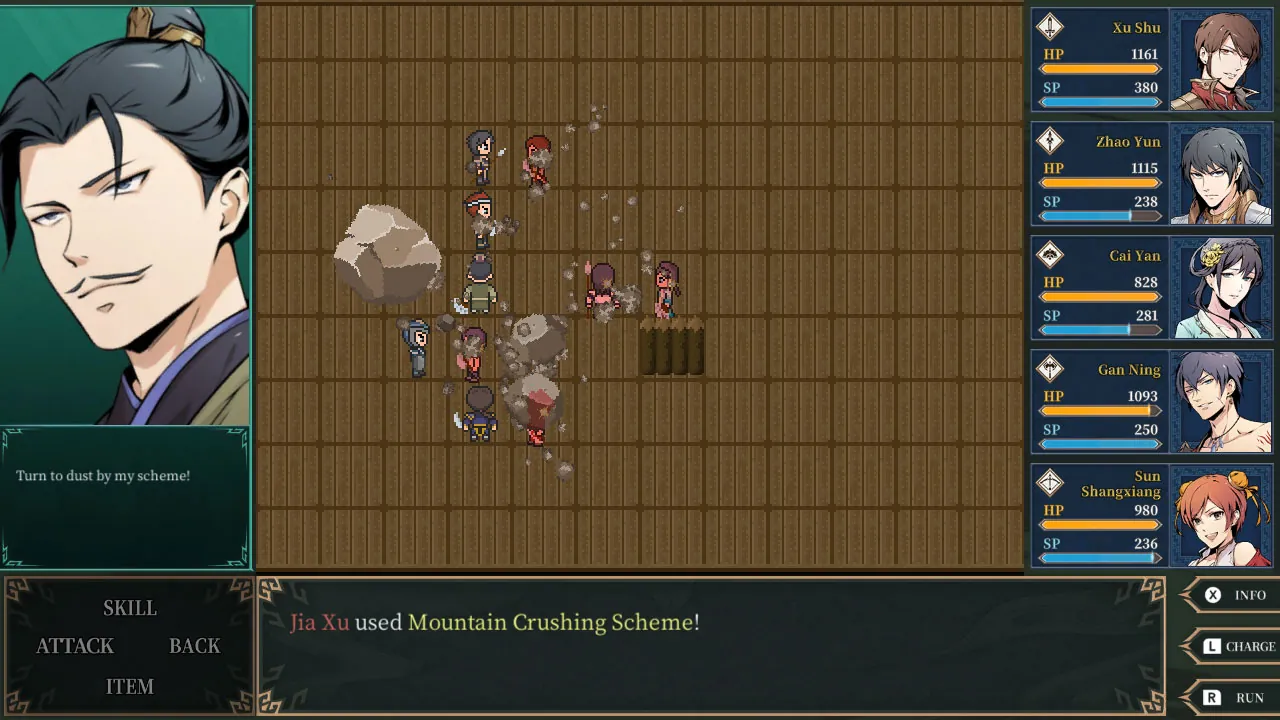 Xu Shu
HP 1161
SP 380
Zhao Yun
HP 1115
SP 238
Cai Yan
HP 828
SP 281
Gan Ning
HP 1093
SP 250
Sun
Shangxiang
HP 980
SP 236
Turn to dust by my scheme!
SKILL
ATTACK BACK
ITEM
Jia Xu used Mountain Crushing Scheme!
X INFO
L CHARGE
R RUN